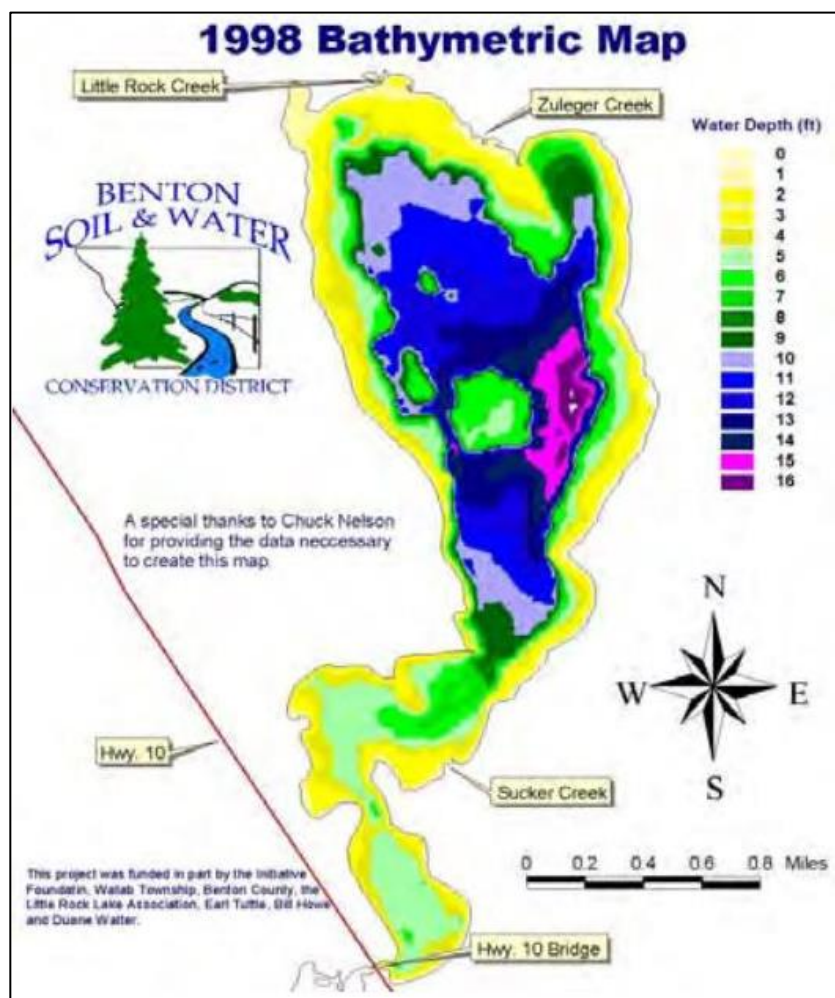 1998 Bathymetric Map
Little Rock Creek
Zuleger Creek
Water Depth (ft)
0
1
2
3
4
5
6
7
8
9
10
11
12
13
14
15
16
BENTON
SOIL & WATER
CONSERVATION DISTRICT
A special thanks to Chuck Nelson
for providing the data neccessary
to create this map
N
W E
S
Hwy. 10
Sucker Creek
0 0.2 0.4 0.6 0.8 Miles
This project was funded in part by the Initiative
Foundatin, Watab Township, Benton County, the
Little Rock Lake Association, Earl Tuttle, Bill Howe
and Duane Walter.
Hwy. 10 Bridge